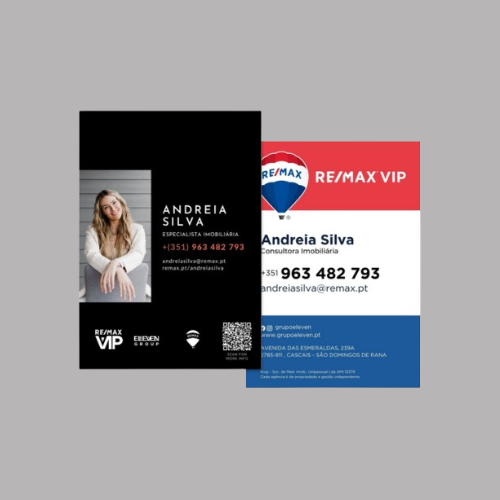 ANDREIA
SILVA
ESPECIALISTA IMOBILIÁRIA
+(351) 963 482 793
andreiasilva@remax.pt
remax.pt/andreiasilva
RE/MAX
VIP
ELEVEN
GROUP
SCAN FOR
MORE INFO
RE/MAX
RE/MAX VIP
Andreia Silva
Consultora Imobiliária
+351 963 482 793
andreiasilva@remax.pt
grupoeleven
www.grupoeleven.pt
AVENIDA DAS ESMERALDAS, 239A
2785-811 , CASCAIS - SÃO DOMINGOS DE RANA
Cada agência é de propriedade e gestão independente